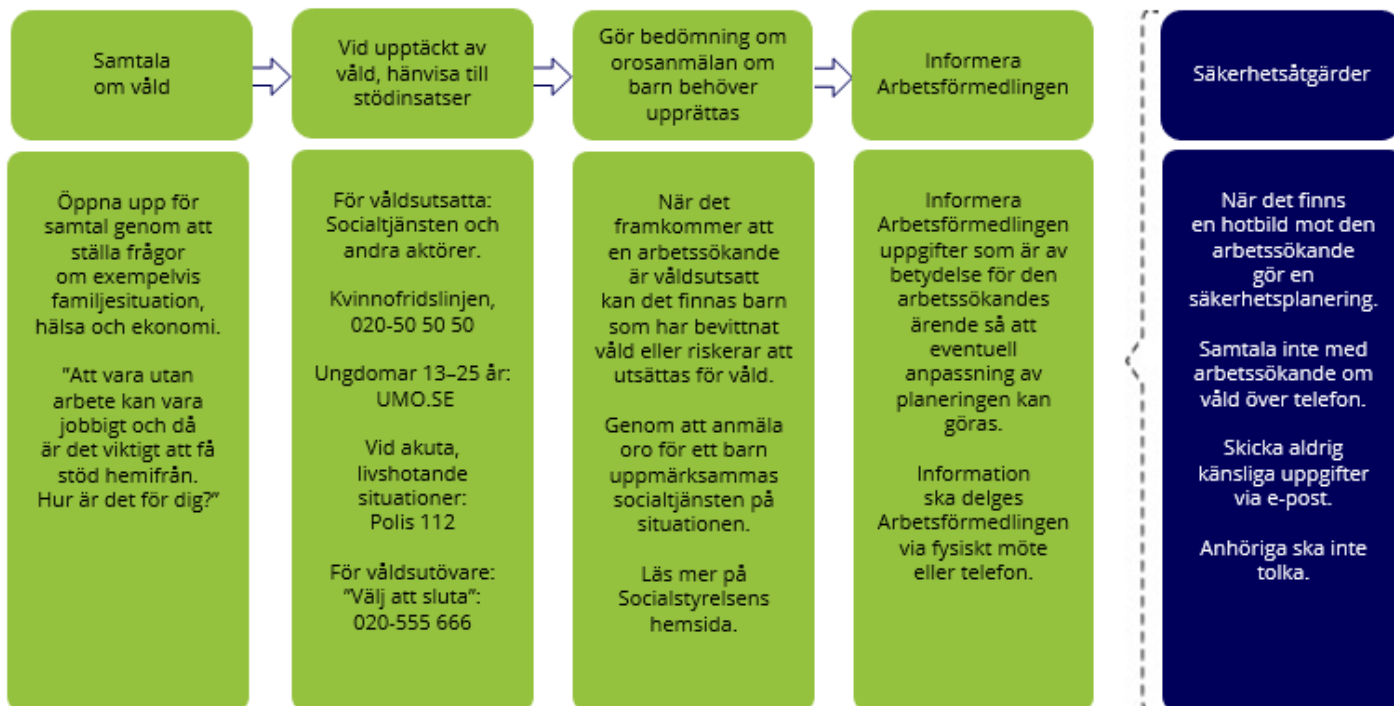 Samtala
om våld
Vid upptäckt av
våld, hänvisa till
stödinsatser
Gör bedömning om
orosanmälan om
barn behöver
upprättas
Informera
Arbetsförmedlingen
Säkerhetsåtgärder
Öppna upp för
samtal genom att
ställa frågor
om exempelvis
familjesituation,
hälsa och ekonomi.
”Att vara utan
arbete kan vara
jobbigt och då
är det viktigt att få
stöd hemifrån.
Hur är det för dig?”
För våldsutsatta:
Socialtjänsten och
andra aktörer.
Kvinnofridslinjen,
020-50 50 50
Ungdomar 13–25 år:
UMO.SE
Vid akuta,
livshotande
situationer:
Polis 112
För våldsutövare:
”Välj att sluta”:
020-555 666
När det
framkommer att
en arbetssökande
är våldsutsatt
kan det finnas barn
som har bevittnat
våld eller riskerar att
utsättas för våld.
Genom att anmäla
oro för ett barn
uppmärksammas
socialtjänsten på
situationen.
Läs mer på
Socialstyrelsens
hemsida.
Informera
Arbetsförmedlingen
uppgifter som är av
betydelse för den
arbetssökandes
ärende så att
eventuell
anpassning av
planeringen kan
göras.
Information
ska delges
Arbetsförmedlingen
via fysiskt möte
eller telefon.
När det finns
en hotbild mot den
arbetssökande
gör en
säkerhetsplanering.
Samtala inte med
arbetssökande om
våld över telefon.
Skicka aldrig
känsliga uppgifter
via e-post.
Anhöriga ska inte
tolka.